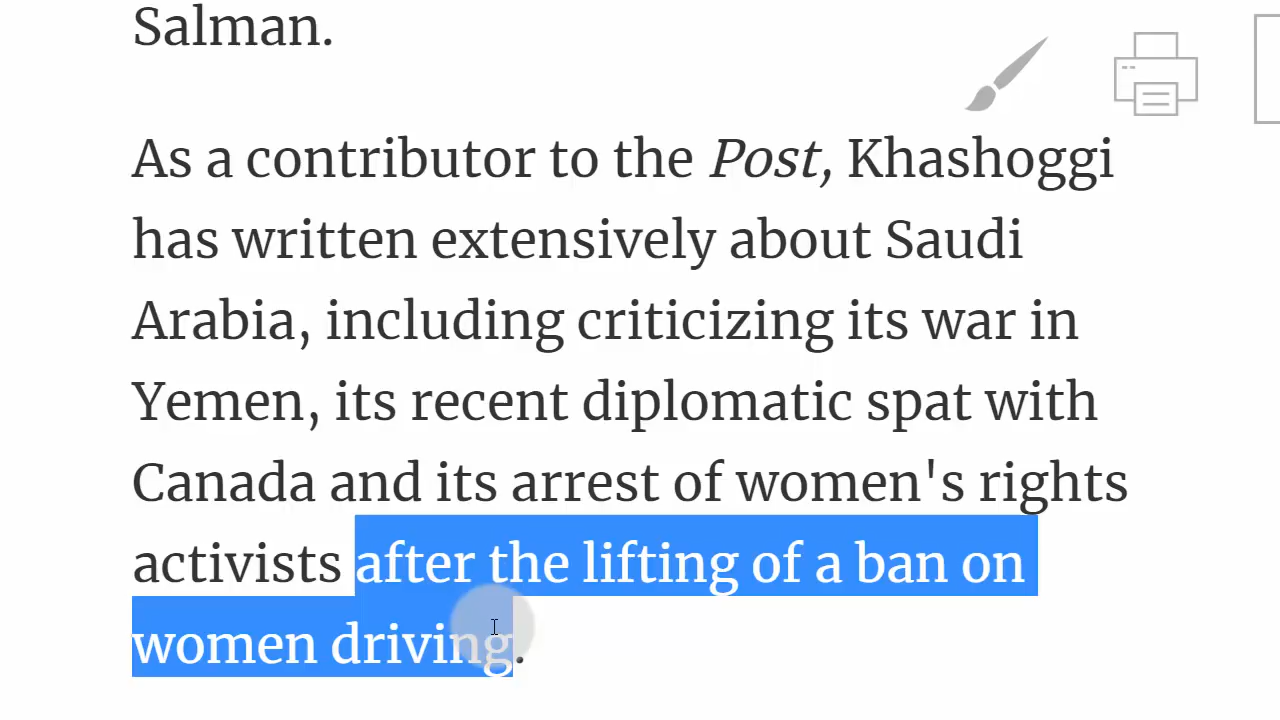 Salman.
As a contributor to the Post, Khashoggi
has written extensively about Saudi
Arabia, including criticizing its war in
Yemen, its recent diplomatic spat with
Canada and its arrest of women's rights
activists after the lifting of a ban on
women driving.